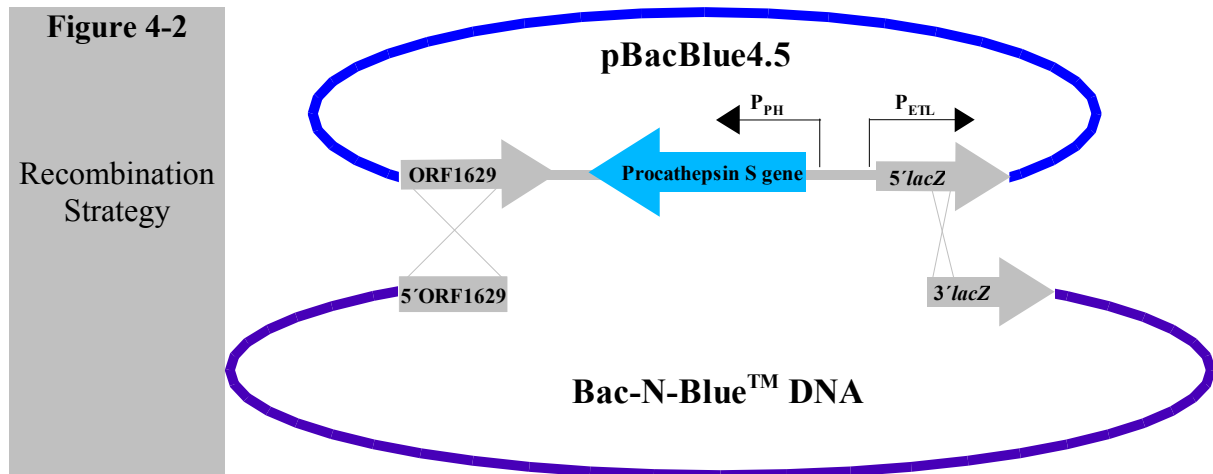 Figure 4-2
Recombination
Strategy
pBacBlue4.5
PPH
PETL
ORF1629
Procathepsin S gene
5´lacZ
5´ORF1629
3´lacZ
Bac-N-Blue™ DNA